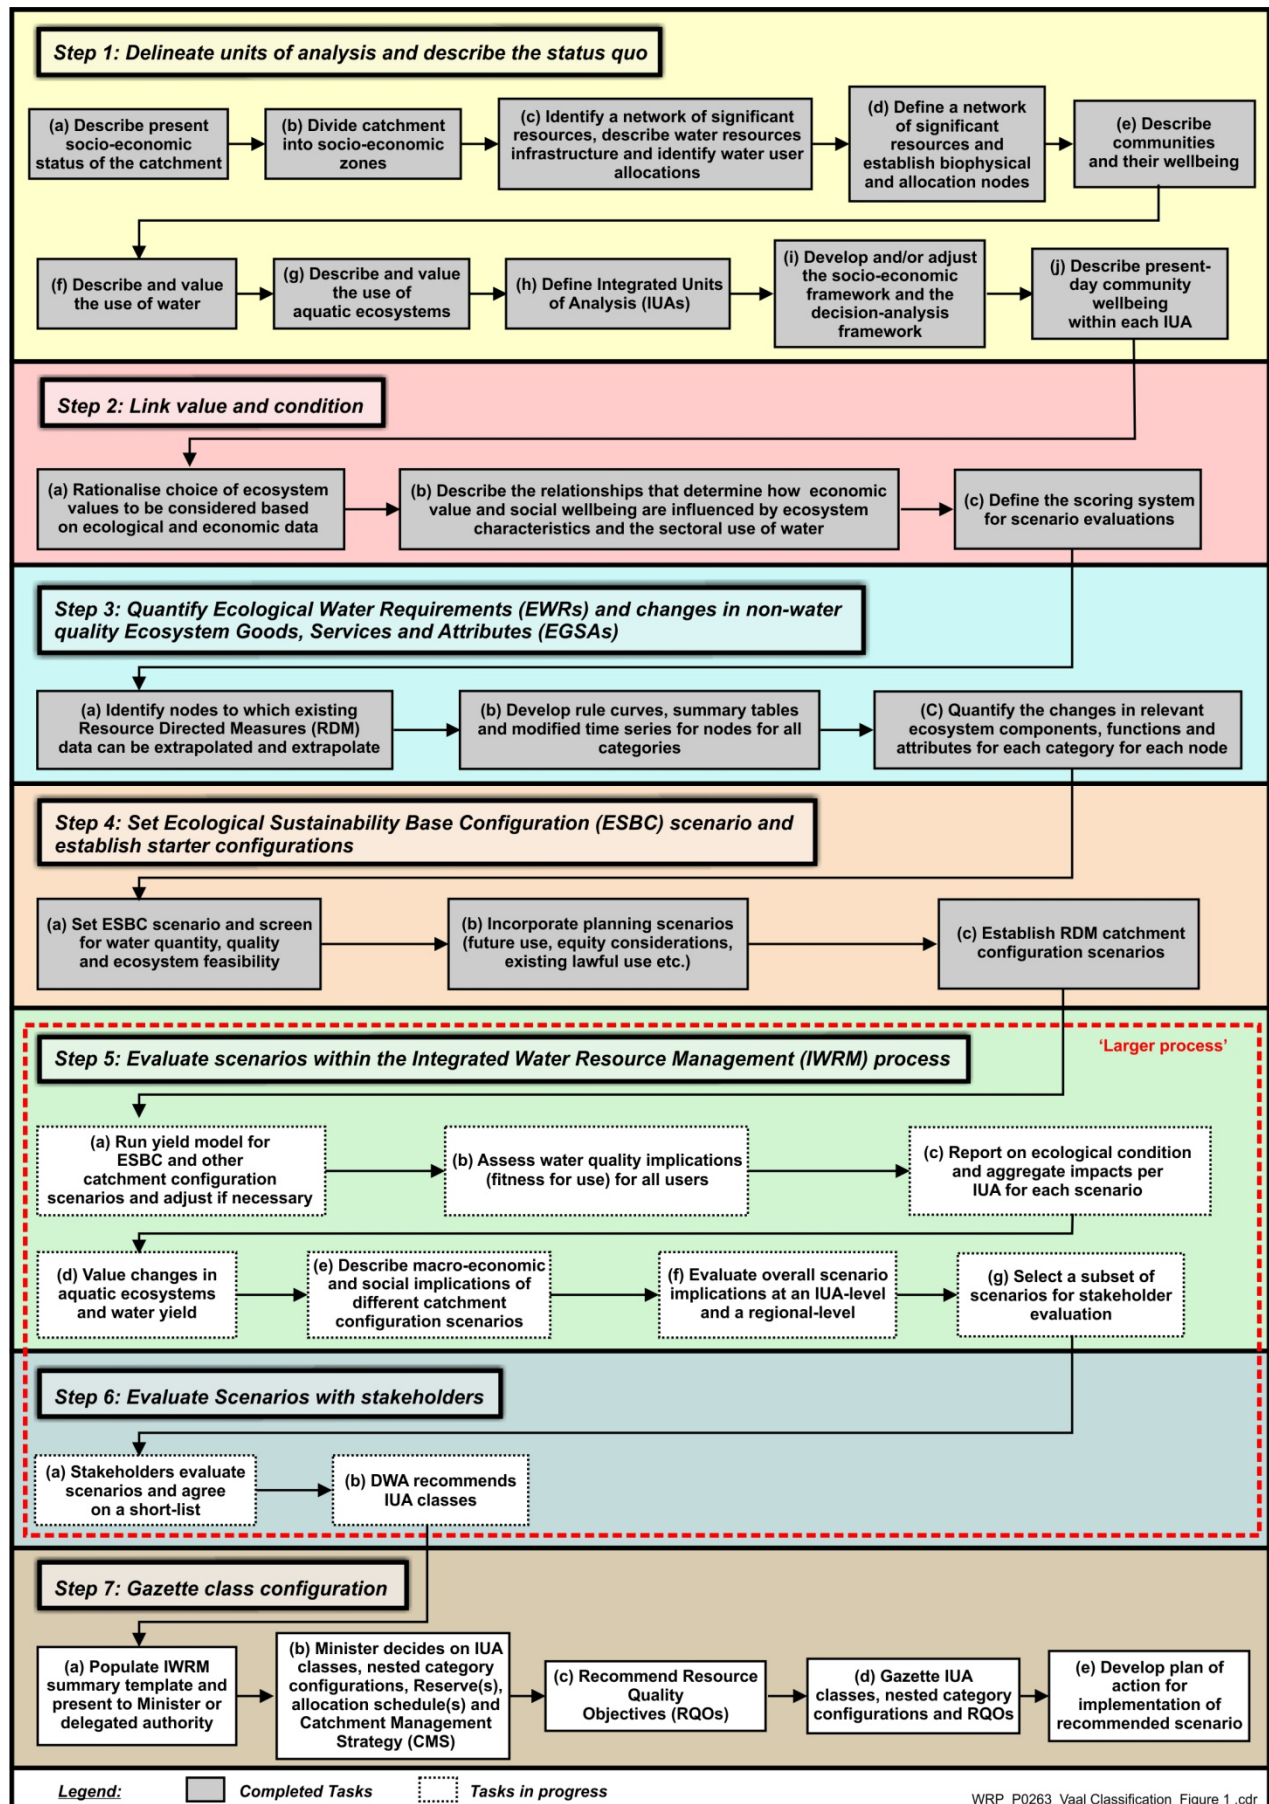 Step 1: Delineate units of analysis and describe the status quo
(a) Describe present
socio-economic
status of the catchment
(b) Divide catchment
into socio-economic
zones
(c) Identify a network of significant
resources, describe water resources
infrastructure and identify water user
allocations
(d) Define a network
of significant
resources and
establish biophysical
and allocation nodes
(e) Describe
communities
and their wellbeing
(f) Describe and value
the use of water
(g) Describe and value
the use of
aquatic ecosystems
(h) Define Integrated Units
of Analysis (IUAs)
(i) Develop and/or adjust
the socio-economic
framework and the
decision-analysis
framework
(j) Describe present-
day community
wellbeing
within each IUA
Step 2: Link value and condition
(a) Rationalise choice of ecosystem
values to be considered based
on ecological and economic data
(b) Describe the relationships that determine how economic
value and social wellbeing are influenced by ecosystem
characteristics and the sectoral use of water
(c) Define the scoring system
for scenario evaluations
Step 3: Quantify Ecological Water Requirements (EWRs) and changes in non-water
quality Ecosystem Goods, Services and Attributes (EGSAs)
(a) Identify nodes to which existing
Resource Directed Measures (RDM)
data can be extrapolated and extrapolate
(b) Develop rule curves, summary tables
and modified time series for nodes for all
categories
(C) Quantify the changes in relevant
ecosystem components, functions and
attributes for each category for each node
Step 4: Set Ecological Sustainability Base Configuration (ESBC) scenario and
establish starter configurations
(a) Set ESBC scenario and screen
for water quantity, quality
and ecosystem feasibility
(b) Incorporate planning scenarios
(future use, equity considerations,
existing lawful use etc.)
(c) Establish RDM catchment
configuration scenarios
Step 5: Evaluate scenarios within the Integrated Water Resource Management (IWRM) process
'Larger process'
(a) Run yield model for
ESBC and other
catchment configuration
scenarios and adjust if necessary
(b) Assess water quality implications
(fitness for use) for all users
(c) Report on ecological condition
and aggregate impacts per
IUA for each scenario
(d) Value changes in
aquatic ecosystems
and water yield
(e) Describe macro-economic
and social implications of
different catchment
configuration scenarios
(f) Evaluate overall scenario
implications at an IUA-level
and a regional-level
(g) Select a subset of
scenarios for stakeholder
evaluation
Step 6: Evaluate Scenarios with stakeholders
(a) Stakeholders evaluate
scenarios and agree
on a short-list
(b) DWA recommends
IUA classes
Step 7: Gazette class configuration
(a) Populate IWRM
summary template and
present to Minister or
delegated authority
(b) Minister decides on IUA
classes, nested category
configurations, Reserve(s),
allocation schedule(s) and
Catchment Management
Strategy (CMS)
(c) Recommend Resource
Quality
Objectives (RQOs)
(d) Gazette IUA
classes, nested category
configurations and RQOs
(e) Develop plan of
action for
implementation of
recommended scenario
Legend:
Completed Tasks
Tasks in progress
WRP_P0263_Vaal Classification_Figure 1 .cdr